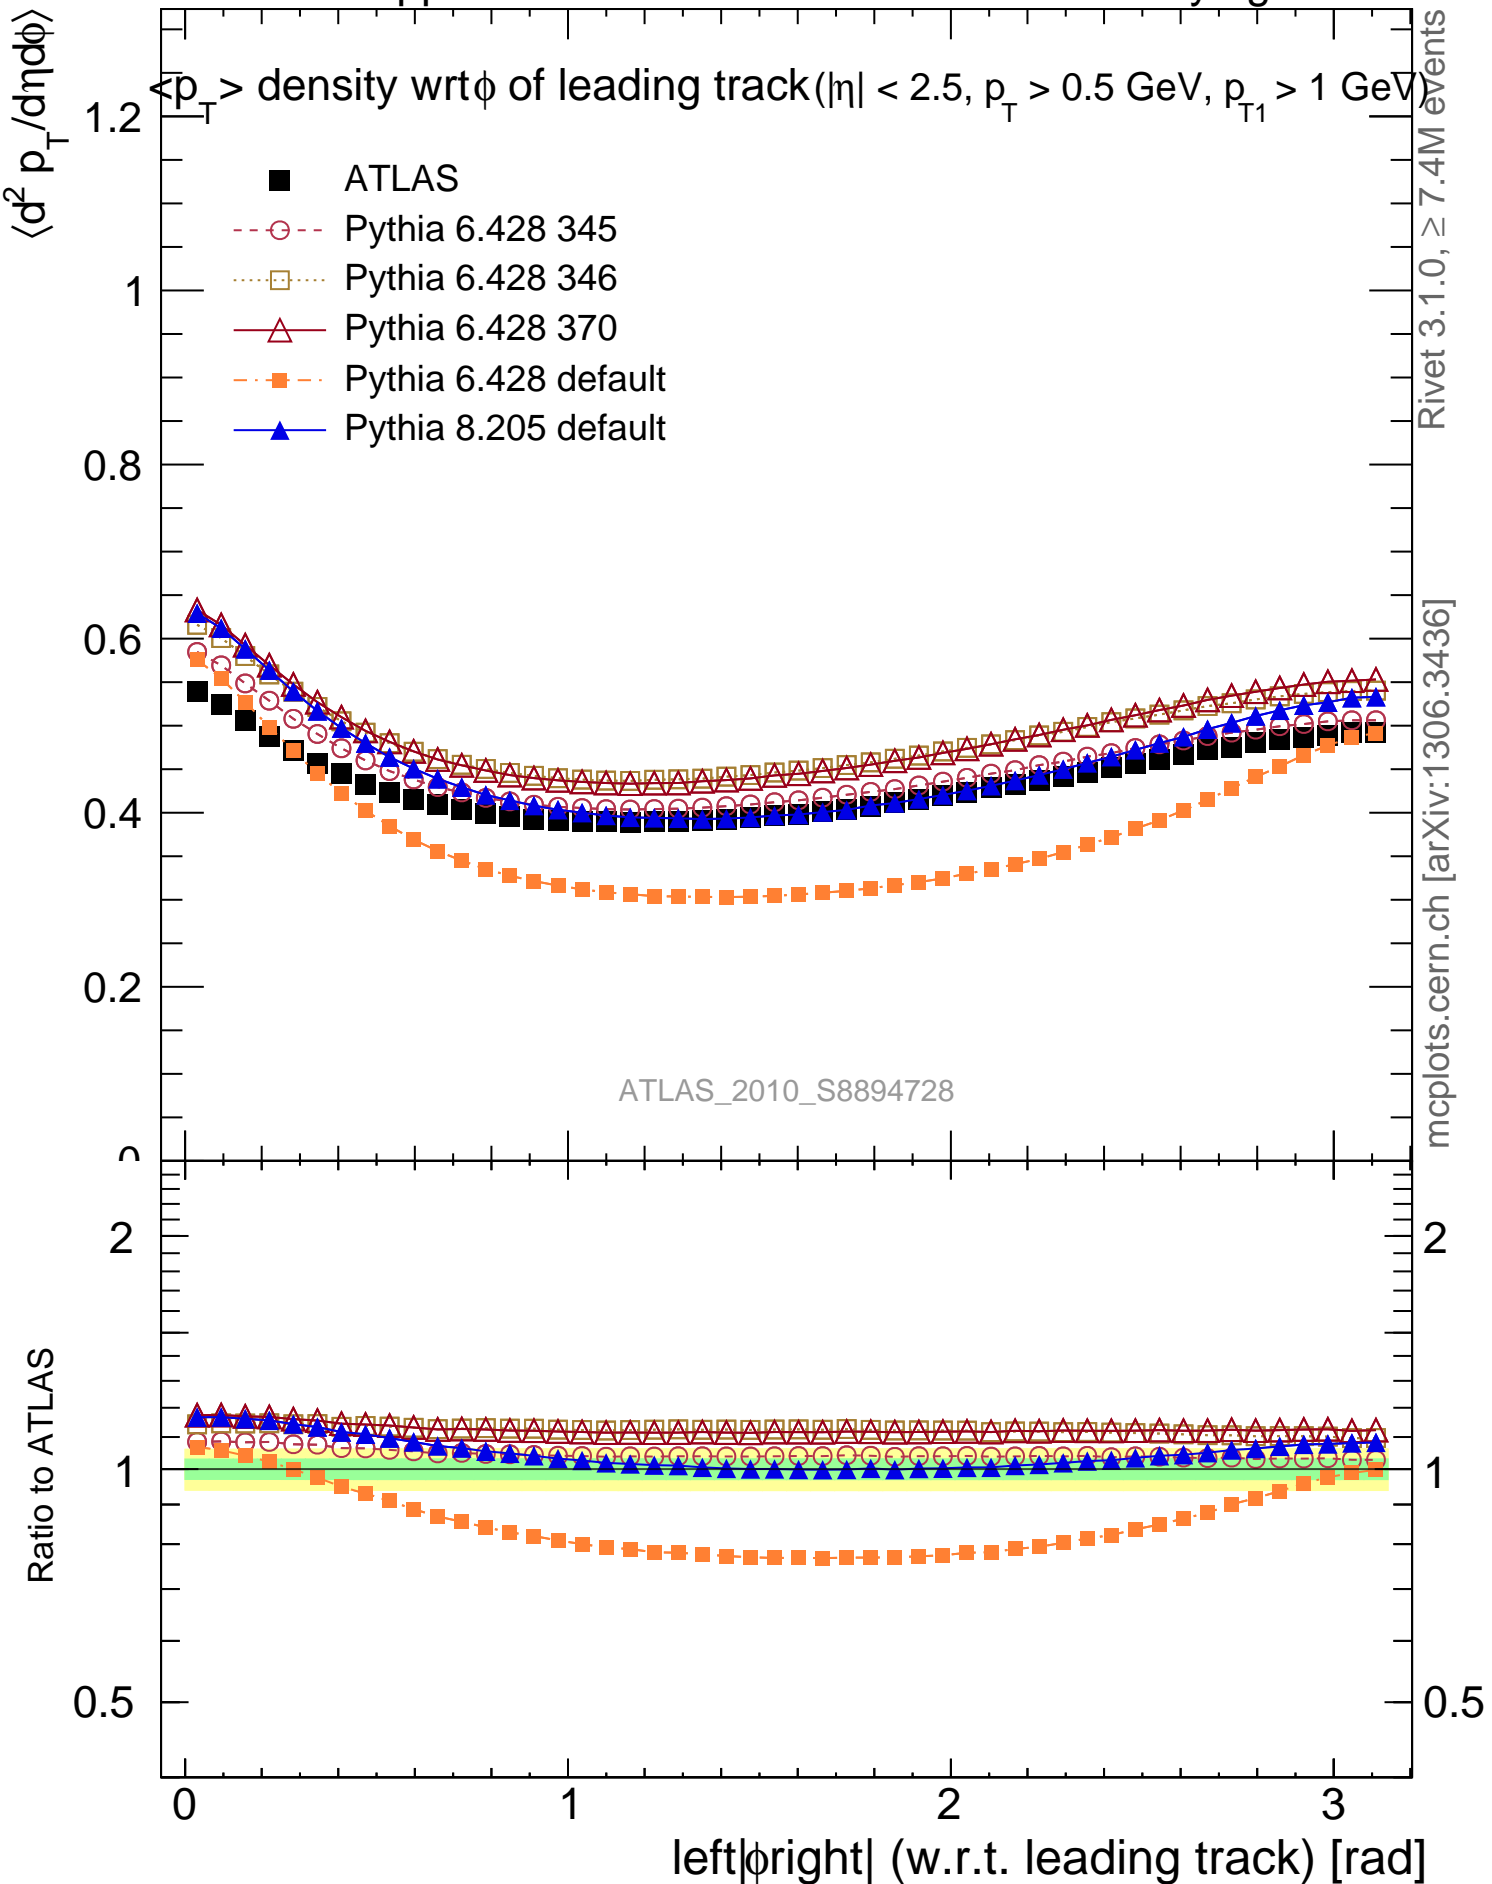 ⟨d² p_T/dηdϕ⟩
<p_T> density wrtϕ of leading track(|η| < 2.5, p_T > 0.5 GeV, p_T1 > 1 GeV)
ATLAS
Pythia 6.428 345
Pythia 6.428 346
Pythia 6.428 370
Pythia 6.428 default
Pythia 8.205 default
1.2
1
0.8
0.6
0.4
0.2
0
ATLAS_2010_S8894728
Rivet 3.1.0, ≥ 7.4M events
mcplots.cern.ch [arXiv:1306.3436]
Ratio to ATLAS
2
1
0.5
2
1
0.5
0 1 2 3
left|ϕright| (w.r.t. leading track) [rad]